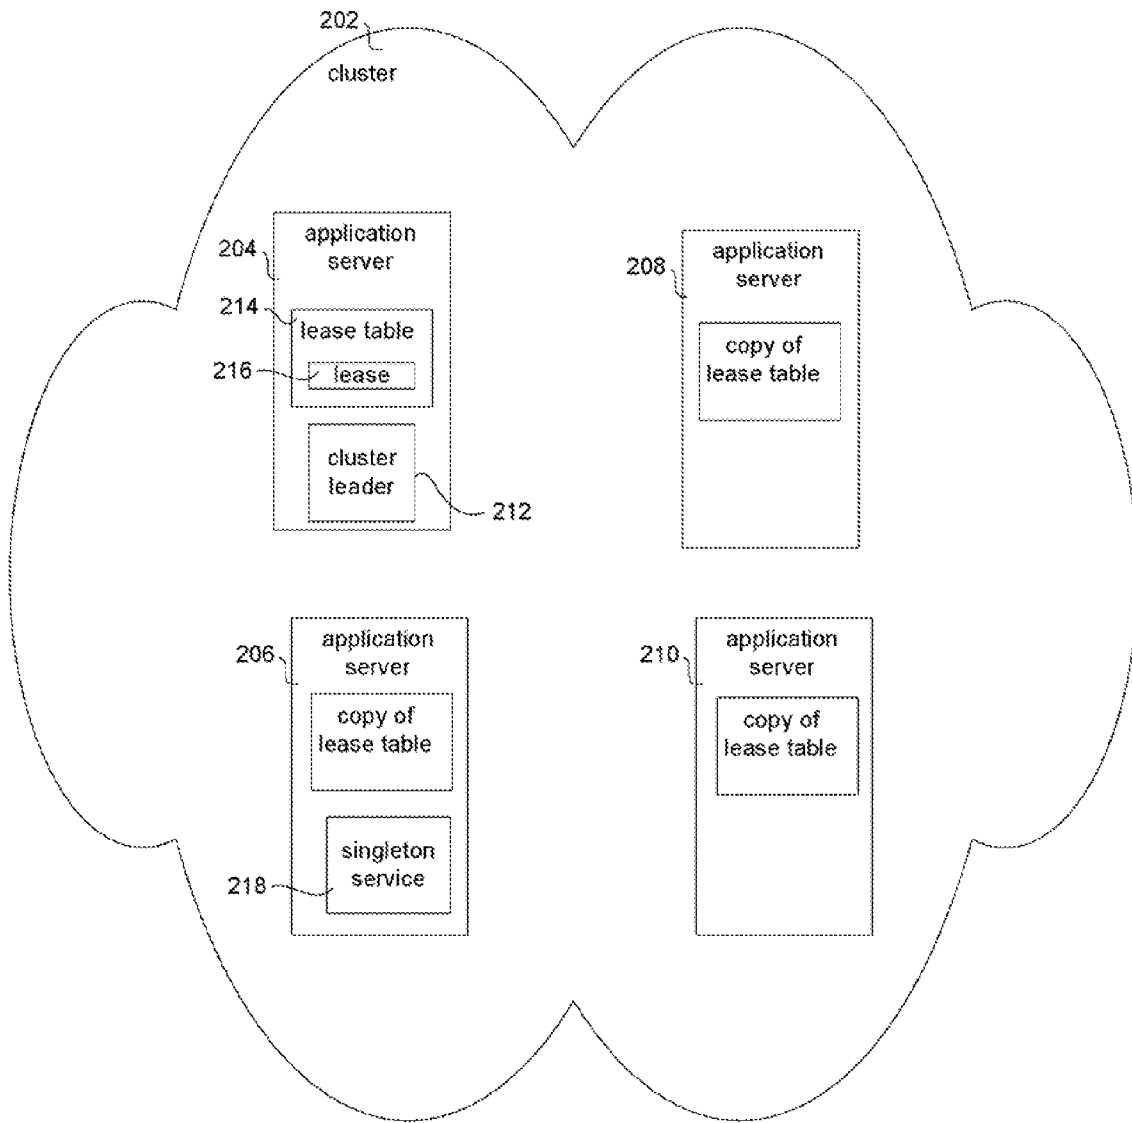 202
cluster
204
application
server
214
lease table
216
lease
cluster
leader
212
208
application
server
copy of
lease table
206
application
server
copy of
lease table
218
singleton
service
210
application
server
copy of
lease table